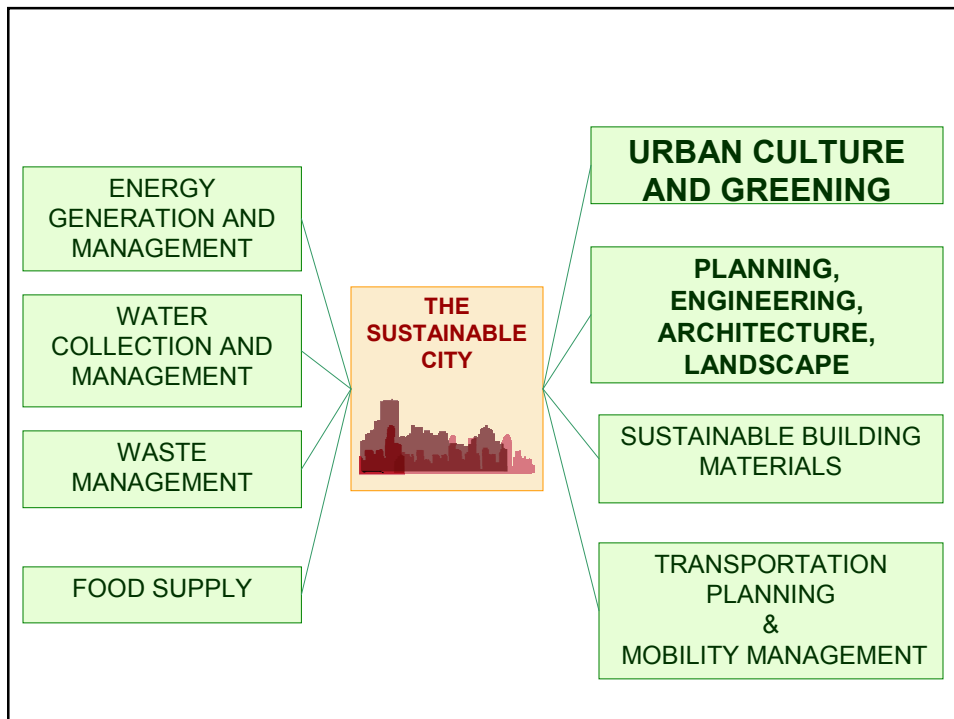 ENERGY
GENERATION AND
MANAGEMENT
WATER
COLLECTION AND
MANAGEMENT
WASTE
MANAGEMENT
FOOD SUPPLY
THE
SUSTAINABLE
CITY
URBAN CULTURE
AND GREENING
PLANNING,
ENGINEERING,
ARCHITECTURE,
LANDSCAPE
SUSTAINABLE BUILDING
MATERIALS
TRANSPORTATION
PLANNING
&
MOBILITY MANAGEMENT